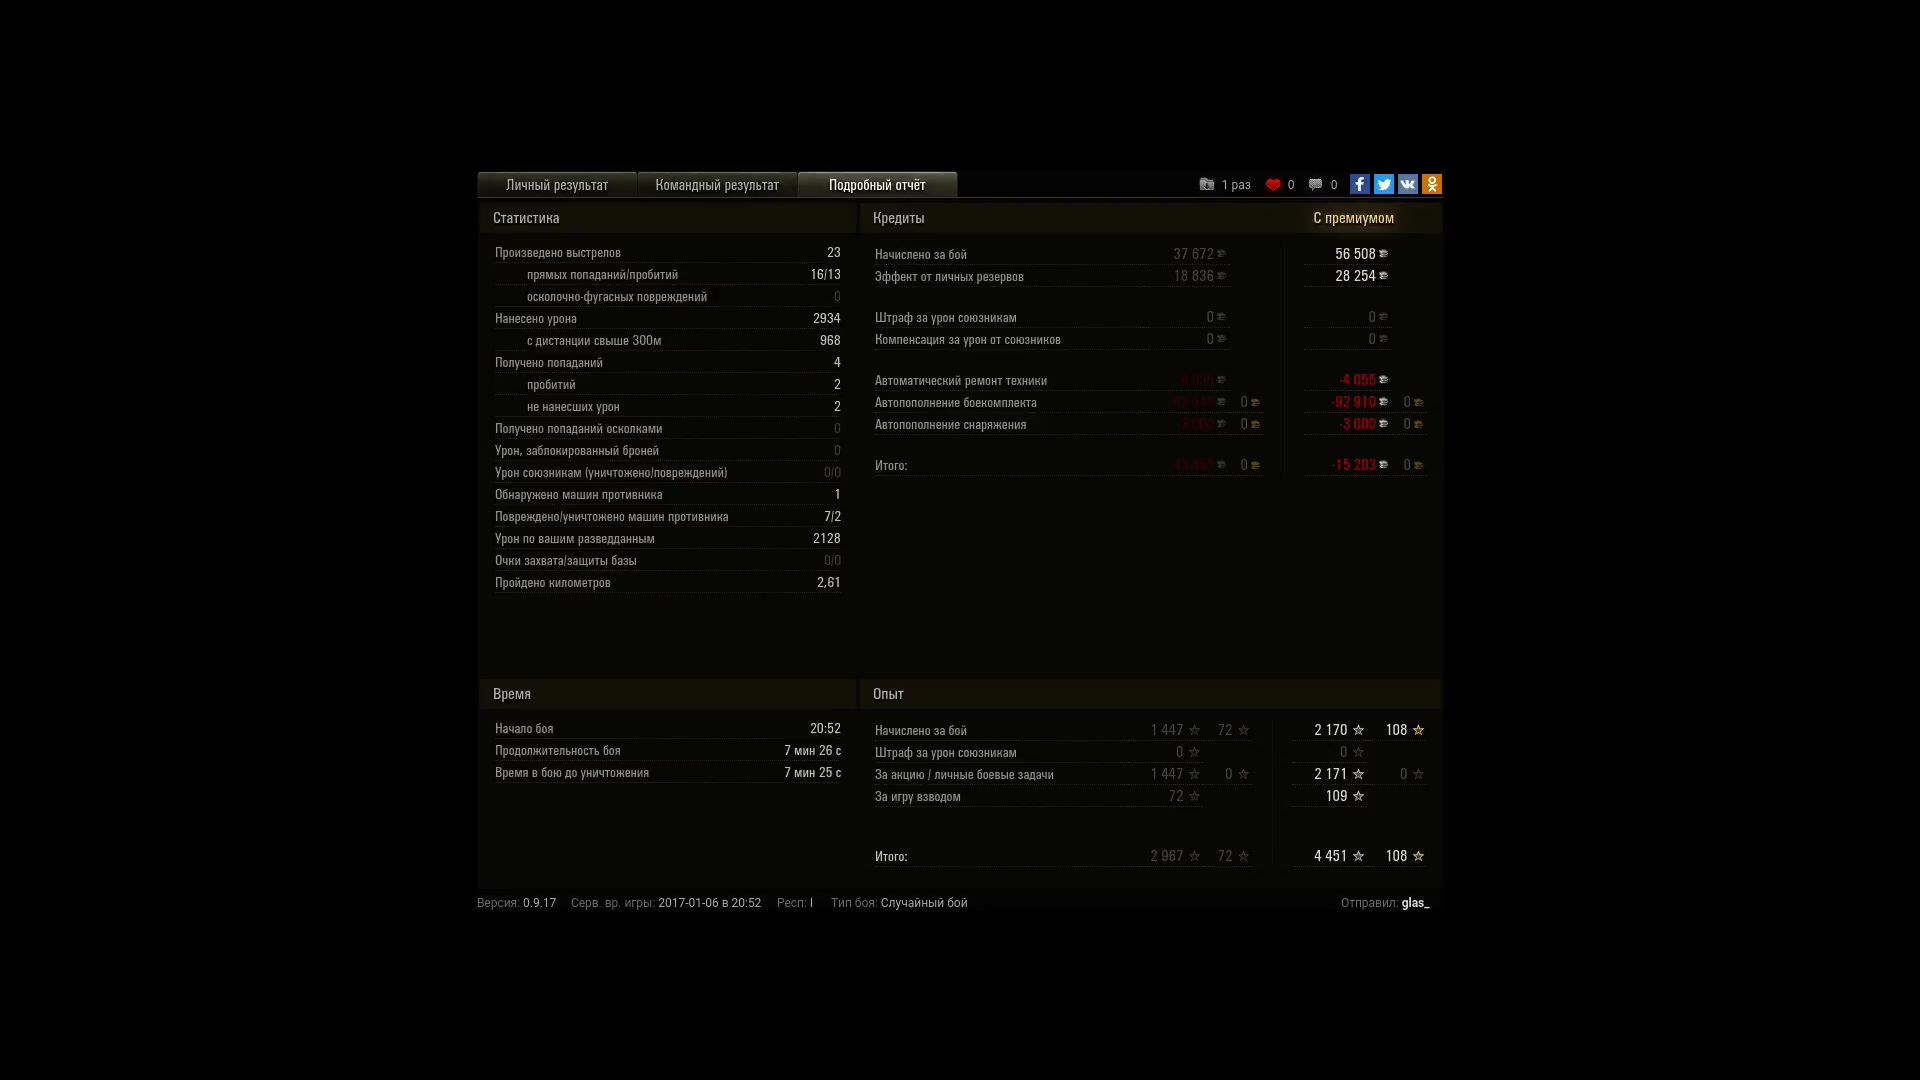 Личный результат Командный результат Подробный отчёт 1 раз 0 0
Статистика
Произведено выстрелов 23
прямых попаданий/пробитий 16/13
осколочно-фугасных повреждений 0
Нанесено урона 2934
с дистанции свыше 300м 968
Получено попаданий 4
пробитий 2
не нанесших урон 2
Получено попаданий осколками 0
Урон, заблокированный броней 0
Урон союзникам (уничтожено/повреждений) 0/0
Обнаружено машин противника 1
Повреждено/уничтожено машин противника 7/2
Урон по вашим разведданным 2128
Очки захвата/защиты базы 0/0
Пройдено километров 2,61
Кредиты С премиумом
Начислено за бой 37 672 56 508
Эффект от личных резервов 18 836 28 254
Штраф за урон союзникам 0 0
Компенсация за урон от союзников 0 0
Автоматический ремонт техники -4 055
Автопополнение боекомплекта 0 -92 910 0
Автопополнение снаряжения 0 -3 000 0
Итого: 0 -15 203 0
Время
Начало боя 20:52
Продолжительность боя 7 мин 26 с
Время в бою до уничтожения 7 мин 25 с
Опыт
Начислено за бой 1 447 72 2 170 108
Штраф за урон союзникам 0 0
За акцию / личные боевые задачи 1 447 0 2 171 0
За игру взводом 72 109
Итого: 2 967 72 4 451 108
Версия: 0.9.17 Серв. вр. игры: 2017-01-06 в 20:52 Респ: I Тип боя: Случайный бой Отправил: glas_